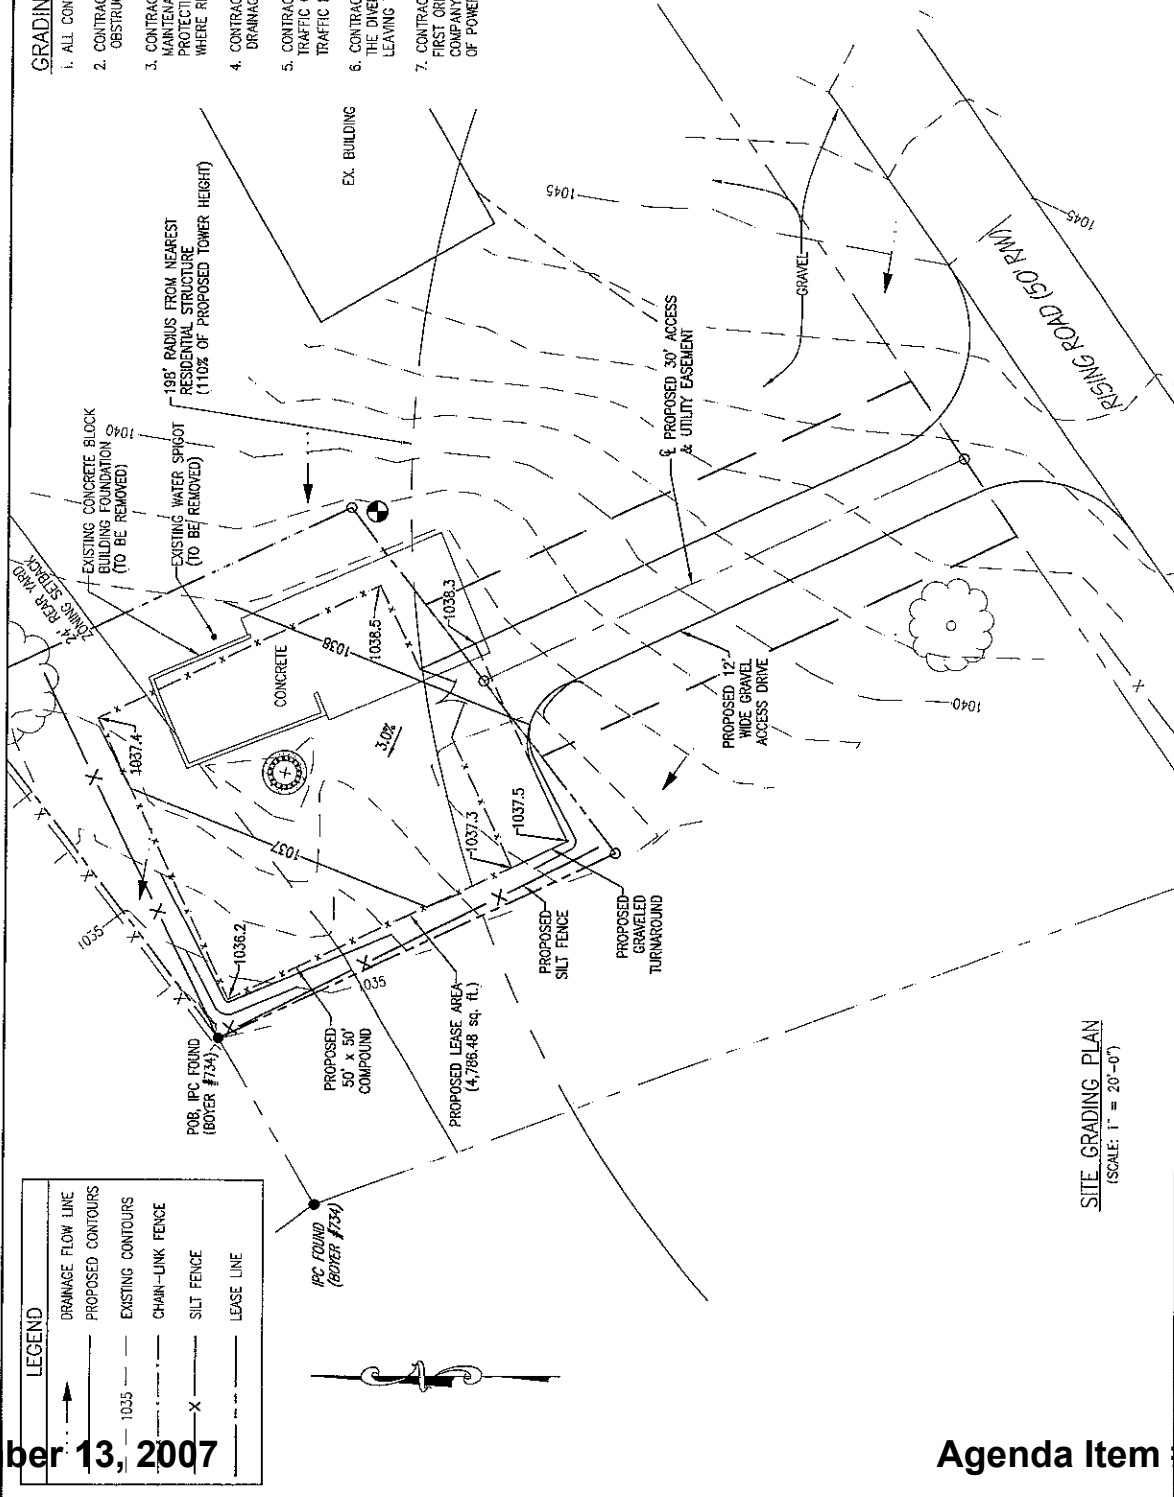 GRADIN
1. ALL CON
2. CONTRAC
OBSTRUC
3. CONTRAC
MAINTENA
PROTECTI
WHERE RE
4. CONTRAC
DRAINAG
5. CONTRAC
TRAFFIC
TRAFFIC
6. CONTRAC
THE DIVER
LEAVING
7. CONTRAC
FIRST ORI
COMPANY
OF POWER
EX. BUILDING
198' RADIUS FROM NEAREST
RESIDENTIAL STRUCTURE
(110% OF PROPOSED TOWER HEIGHT)
EXISTING CONCRETE BLOCK
BUILDING FOUNDATION
(TO BE REMOVED)
EXISTING WATER SPIGOT
(TO BE REMOVED)
24' REAR YARD
ZONING SETBACK
1040
1045
1045
GRAVEL
RISING ROAD (50' R/W)
℄ PROPOSED 30' ACCESS
& UTILITY EASEMENT
CONCRETE
1038
1038.5
1038.3
3.0%
1037.4
1037
1037.3
1037.5
1036.2
1035
1035
PROPOSED 12'
WIDE GRAVEL
ACCESS DRIVE
1040
PROPOSED
GRAVELED
TURNAROUND
PROPOSED
SILT FENCE
PROPOSED LEASE AREA
(4,786.48 sq. ft.)
PROPOSED
50' x 50'
COMPOUND
POB, IPC FOUND
(BOYER #734)
IPC FOUND
(BOYER #734)
LEGEND
DRAINAGE FLOW LINE
PROPOSED CONTOURS
1035
EXISTING CONTOURS
CHAIN-LINK FENCE
SILT FENCE
LEASE LINE
SITE GRADING PLAN
(SCALE: 1" = 20'-0")
ber 13, 2007
Agenda Item